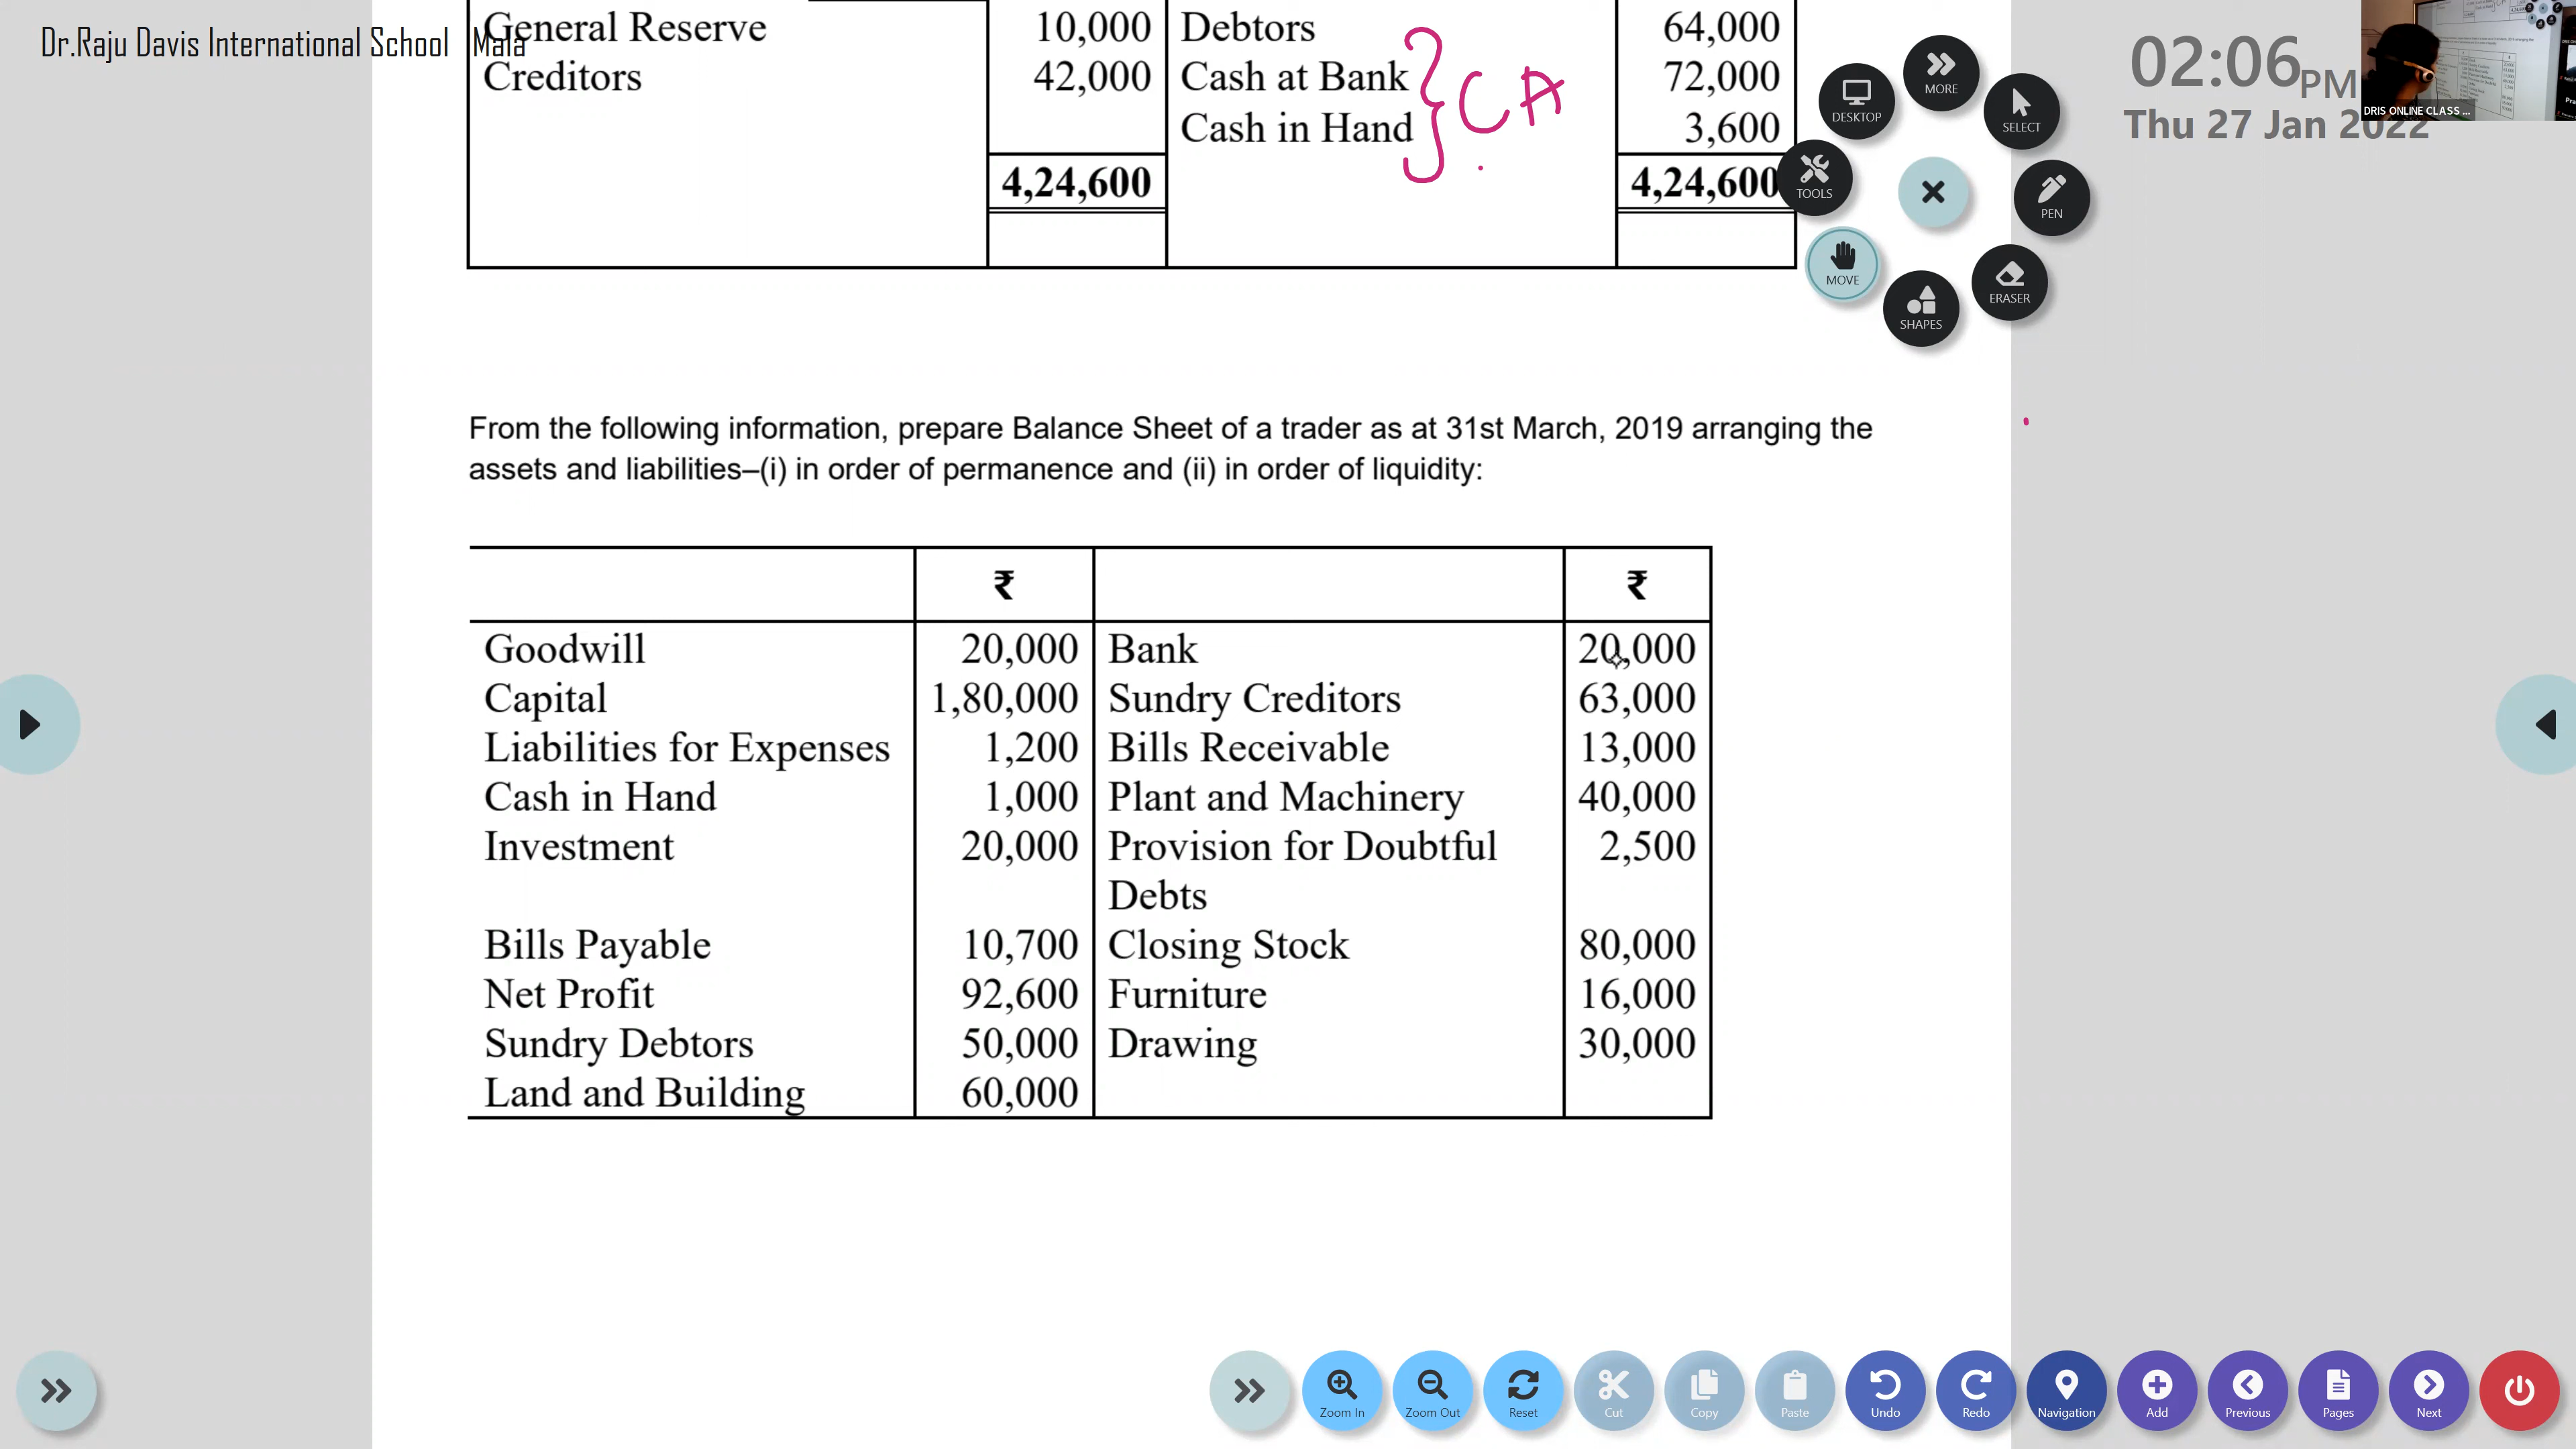 Dr.Raju Davis International School Mala
02:06 PM
Thu 27 Jan 2022
DRIS ONLINE CLASS ...
General Reserve 10,000 Debtors 64,000
Creditors 42,000 Cash at Bank 72,000
Cash in Hand 3,600
CA
4,24,600 4,24,600
MORE
DESKTOP
SELECT
TOOLS
PEN
MOVE
ERASER
SHAPES
From the following information, prepare Balance Sheet of a trader as at 31st March, 2019 arranging the
assets and liabilities–(i) in order of permanence and (ii) in order of liquidity:
₹ ₹
Goodwill 20,000 Bank 20,000
Capital 1,80,000 Sundry Creditors 63,000
Liabilities for Expenses 1,200 Bills Receivable 13,000
Cash in Hand 1,000 Plant and Machinery 40,000
Investment 20,000 Provision for Doubtful 2,500
Debts
Bills Payable 10,700 Closing Stock 80,000
Net Profit 92,600 Furniture 16,000
Sundry Debtors 50,000 Drawing 30,000
Land and Building 60,000
Zoom In Zoom Out Reset Cut Copy Paste Undo Redo Navigation Add Previous Pages Next